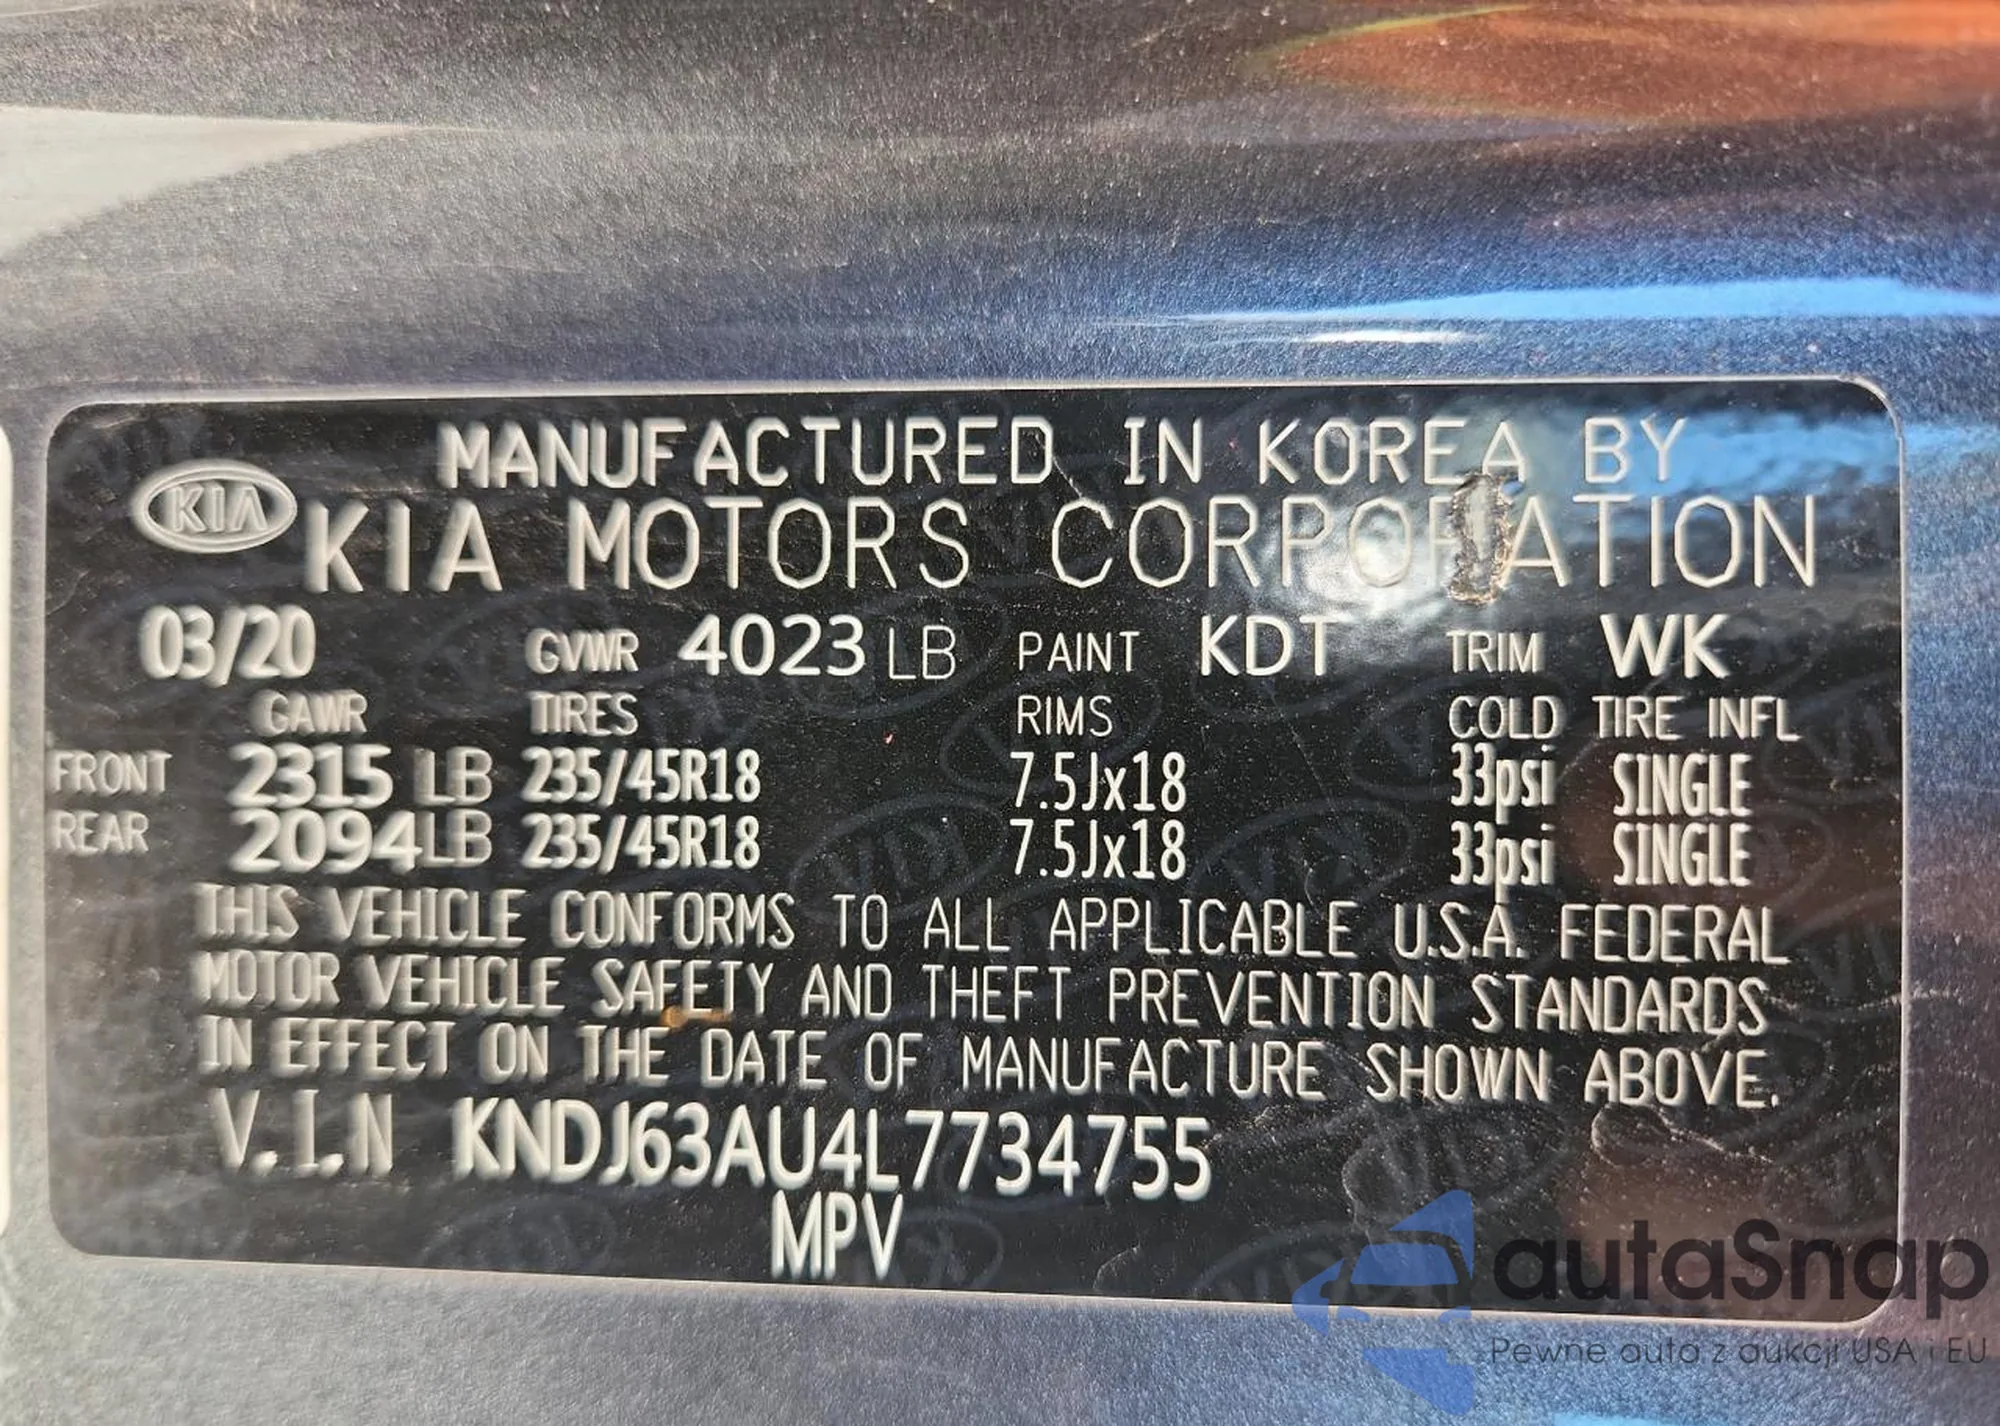 MANUFACTURED IN KOREA BY
KIA KIA MOTORS CORPORATION
03/20 GVWR 4023 LB PAINT KDT TRIM WK
GAWR TIRES RIMS COLD TIRE INFL
FRONT 2315 LB 235/45R18 7.5Jx18 33psi SINGLE
REAR 2094 LB 235/45R18 7.5Jx18 33psi SINGLE
THIS VEHICLE CONFORMS TO ALL APPLICABLE U.S.A. FEDERAL
MOTOR VEHICLE SAFETY AND THEFT PREVENTION STANDARDS
IN EFFECT ON THE DATE OF MANUFACTURE SHOWN ABOVE.
V.I.N KNDJ63AU4L7734755
MPV
autaSnap
Pewne auta z aukcji USA i EU